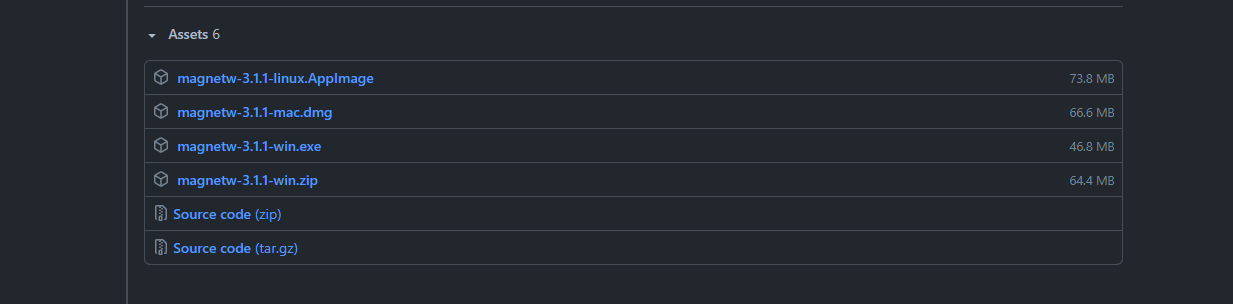 Assets 6
magnetw-3.1.1-linux.AppImage 73.8 MB
magnetw-3.1.1-mac.dmg 66.6 MB
magnetw-3.1.1-win.exe 46.8 MB
magnetw-3.1.1-win.zip 64.4 MB
Source code (zip)
Source code (tar.gz)